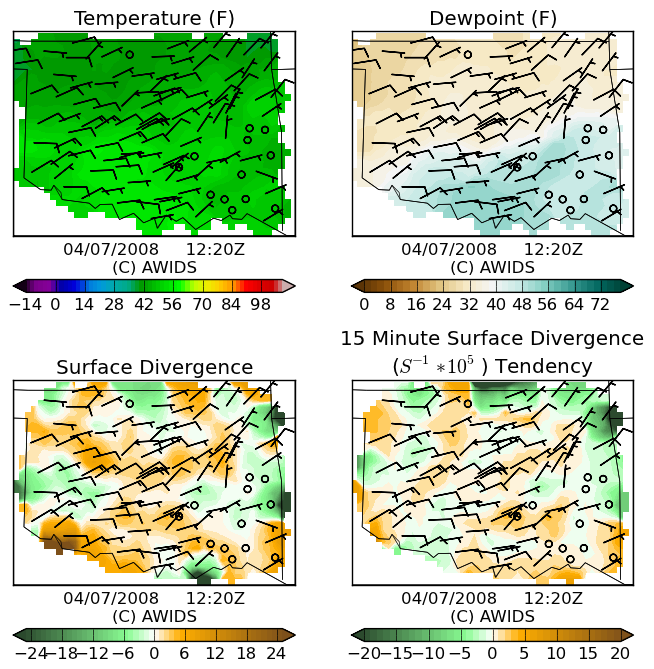 Temperature (F)
Dewpoint (F)
04/07/2008 12:20Z
(C) AWIDS
04/07/2008 12:20Z
(C) AWIDS
−14 0 14 28 42 56 70 84 98
0 8 16 24 32 40 48 56 64 72
Surface Divergence
15 Minute Surface Divergence
(S⁻¹ *10⁵ ) Tendency
04/07/2008 12:20Z
(C) AWIDS
04/07/2008 12:20Z
(C) AWIDS
−24 −18 −12 −6 0 6 12 18 24
−20 −15 −10 −5 0 5 10 15 20